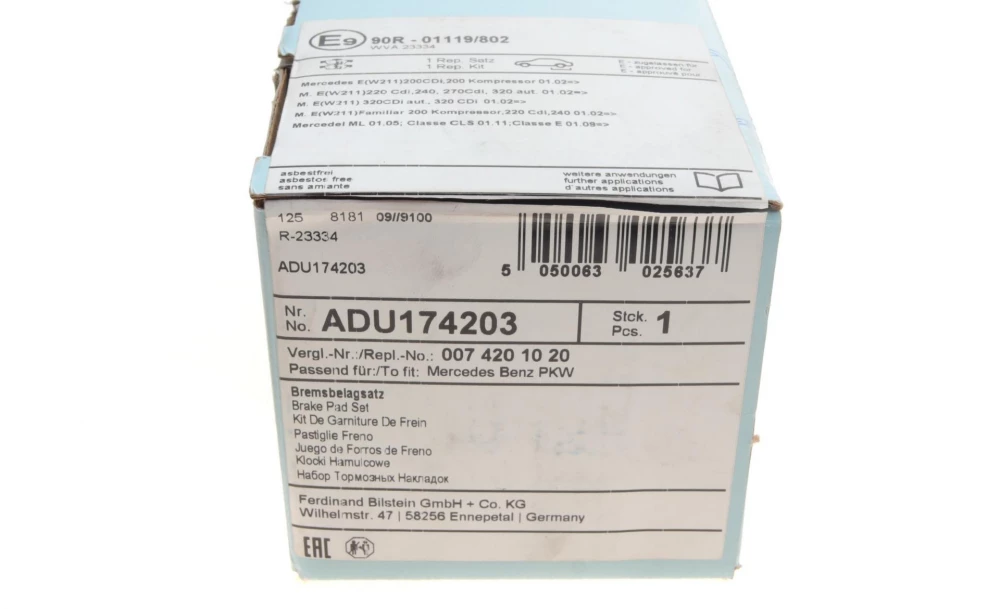 E9 90R - 01119/802
WVA 23334
1 Rep. Satz
1 Rep. Kit
E - zugelassen für
E - approved for
E - approuvé pour
Mercedes E(W211)200CDI,200 Kompressor 01.02=>
M. E(W211)220 Cdi,240, 270Cdi, 320 aut. 01.02=>
M. E(W211) 320CDi aut., 320 CDi 01.02=>
M. E(W211)Familiar 200 Kompressor,220 Cdi,240 01.02=>
Mercedel ML 01.05; Classe CLS 01.11;Classe E 01.09=>
asbestfrei
asbestos free
sans amiante
weitere anwendungen
further applications
d'autres applications
125 8181 09//9100
R-23334
ADU174203
5 050063 025637
Nr.
No. ADU174203
Stck.
Pcs. 1
Vergl.-Nr.:/Repl.-No.: 007 420 10 20
Passend für:/To fit: Mercedes Benz PKW
Bremsbelagsatz
Brake Pad Set
Kit De Garniture De Frein
Pastiglie Freno
Juego de Forros de Freno
Klocki Hamulcowe
Набор Тормозных Накладок
Ferdinand Bilstein GmbH + Co. KG
Wilhelmstr. 47 | 58256 Ennepetal | Germany
EAC